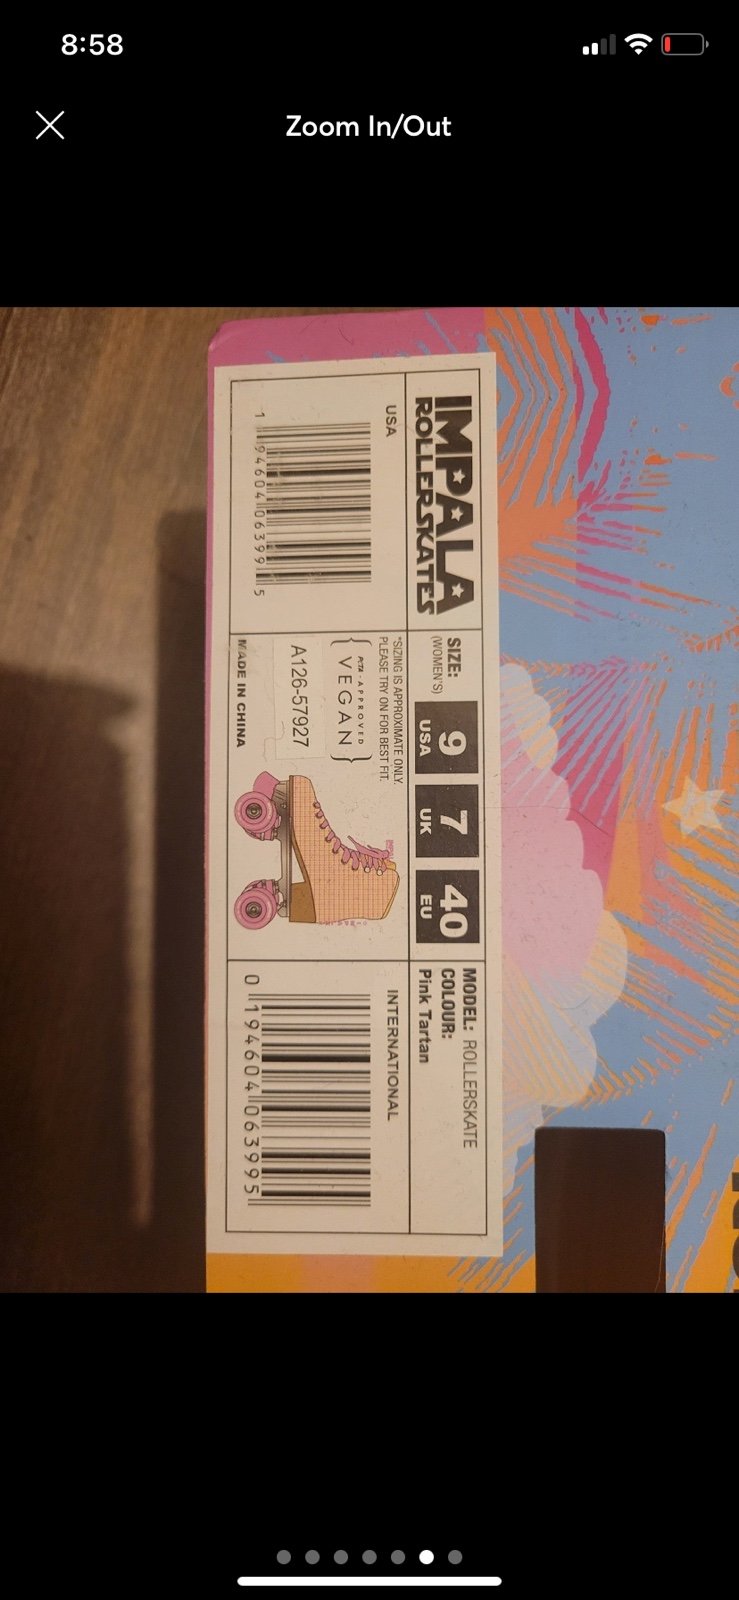 8:58
Zoom In/Out
IMPALA
ROLLERSKATES
SIZE:
(WOMEN'S)
9
USA
7
UK
40
EU
MODEL: ROLLERSKATE
COLOUR:
Pink Tartan
USA
1 94604 06399 5
*SIZING IS APPROXIMATE ONLY.
PLEASE TRY ON FOR BEST FIT.
PETA-APPROVED
VEGAN
A126-57927
MADE IN CHINA
INTERNATIONAL
0 194604 063995